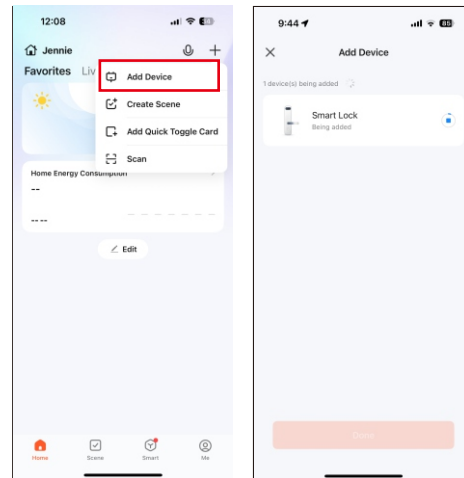 12:08
Jennie
Favorites Liv
Add Device
Create Scene
Add Quick Toggle Card
Scan
Home Energy Consumption
--
-- --
Edit
Home
Scene
Smart
Me
9:44
Add Device
1 device(s) being added
Smart Lock
Being added
Done